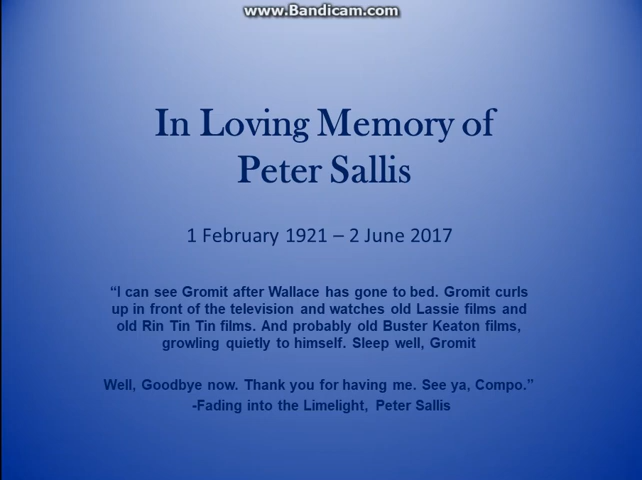 www.Bandicam.com
In Loving Memory of
Peter Sallis
1 February 1921 – 2 June 2017
“I can see Gromit after Wallace has gone to bed. Gromit curls
up in front of the television and watches old Lassie films and
old Rin Tin Tin films. And probably old Buster Keaton films,
growling quietly to himself. Sleep well, Gromit
Well, Goodbye now. Thank you for having me. See ya, Compo.”
-Fading into the Limelight, Peter Sallis